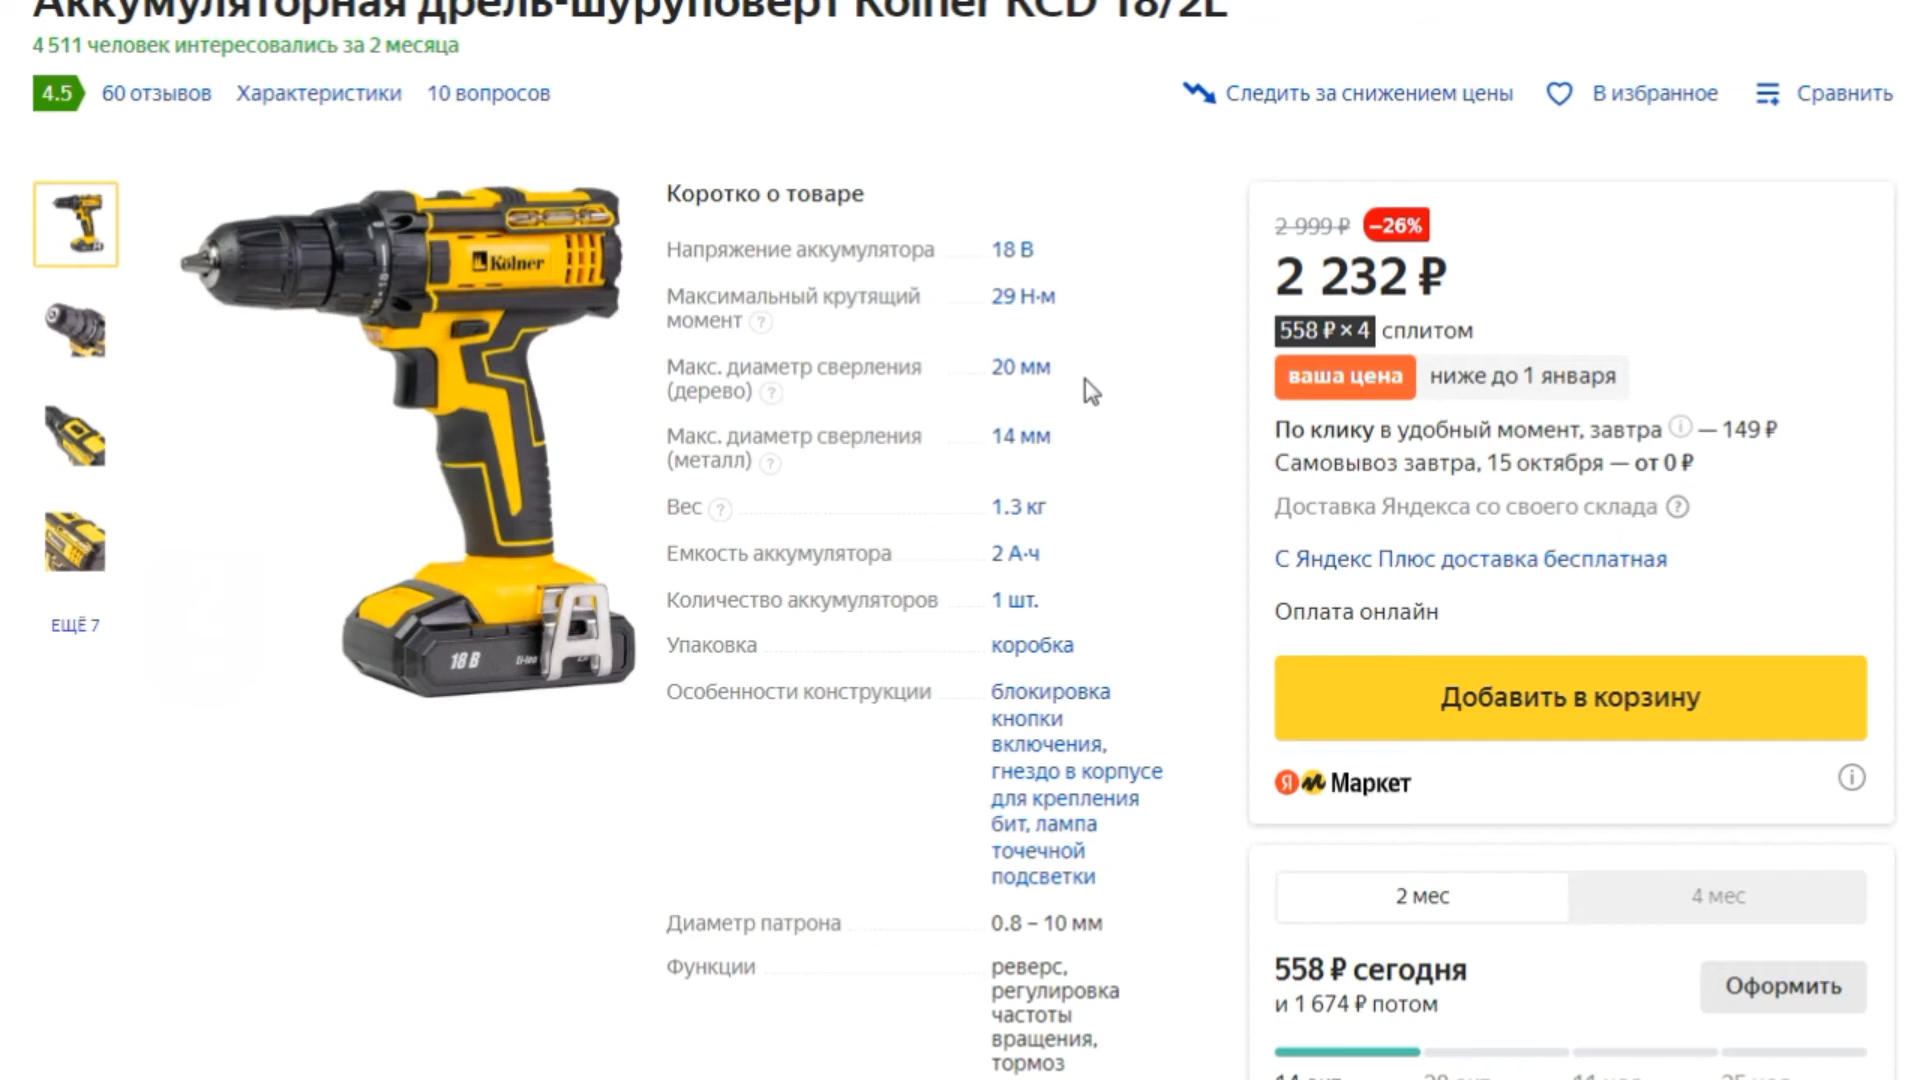 Аккумуляторная дрель-шуруповерт Kolner KCD 18/2L
4 511 человек интересовались за 2 месяца
4.5 60 отзывов Характеристики 10 вопросов
Следить за снижением цены В избранное Сравнить
ЕЩЁ 7
Kölner
18 В
Коротко о товаре
Напряжение аккумулятора 18 В
Максимальный крутящий
момент ? 29 Н·м
Макс. диаметр сверления
(дерево) ? 20 мм
Макс. диаметр сверления
(металл) ? 14 мм
Вес ? 1.3 кг
Емкость аккумулятора 2 А·ч
Количество аккумуляторов 1 шт.
Упаковка коробка
Особенности конструкции блокировка
кнопки
включения,
гнездо в корпусе
для крепления
бит, лампа
точечной
подсветки
Диаметр патрона 0.8 – 10 мм
Функции реверс,
регулировка
частоты
вращения,
тормоз
2 999 ₽ –26%
2 232 ₽
558 ₽ × 4 сплитом
ваша цена ниже до 1 января
По клику в удобный момент, завтра — 149 ₽
Самовывоз завтра, 15 октября — от 0 ₽
Доставка Яндекса со своего склада ?
С Яндекс Плюс доставка бесплатная
Оплата онлайн
Добавить в корзину
Я Маркет
2 мес 4 мес
558 ₽ сегодня
и 1 674 ₽ потом
Оформить